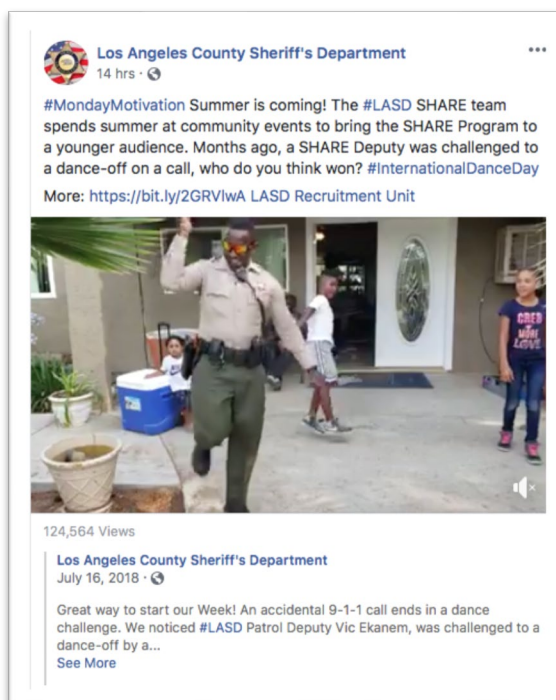 Los Angeles County Sheriff's Department
14 hrs ·
#MondayMotivation Summer is coming! The #LASD SHARE team
spends summer at community events to bring the SHARE Program to
a younger audience. Months ago, a SHARE Deputy was challenged to
a dance-off on a call, who do you think won? #InternationalDanceDay
More: https://bit.ly/2GRVlwA LASD Recruitment Unit
MORE
LOVE
124,564 Views
Los Angeles County Sheriff's Department
July 16, 2018 ·
Great way to start our Week! An accidental 9-1-1 call ends in a dance
challenge. We noticed #LASD Patrol Deputy Vic Ekanem, was challenged to a
dance-off by a...
See More